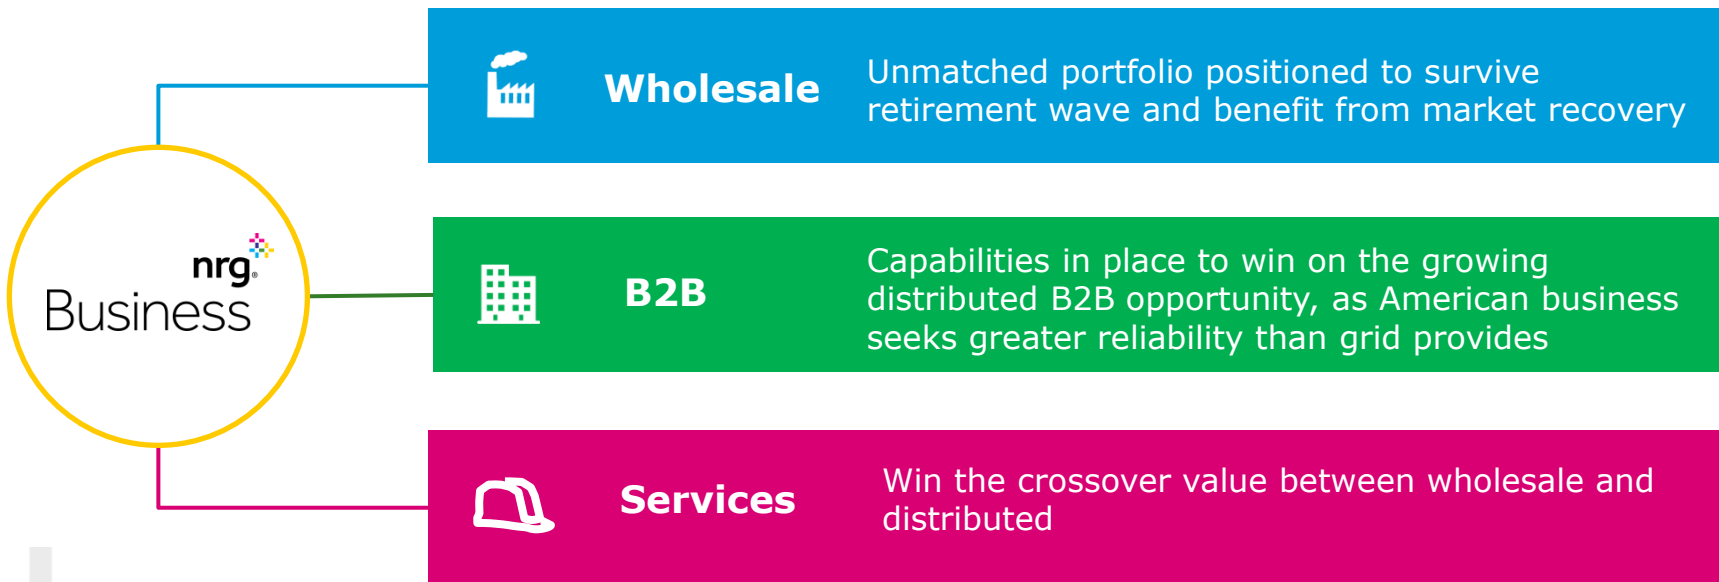 nrg®
Business
Wholesale
Unmatched portfolio positioned to survive
retirement wave and benefit from market recovery
B2B
Capabilities in place to win on the growing
distributed B2B opportunity, as American business
seeks greater reliability than grid provides
Services
Win the crossover value between wholesale and
distributed